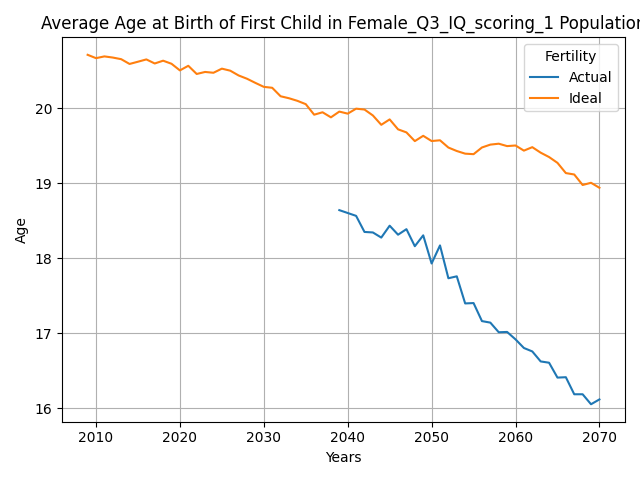 Average Age at Birth of First Child in Female_Q3_IQ_scoring_1 Population
Fertility
Actual
Ideal
Age
20
19
18
17
16
2010 2020 2030 2040 2050 2060 2070
Years